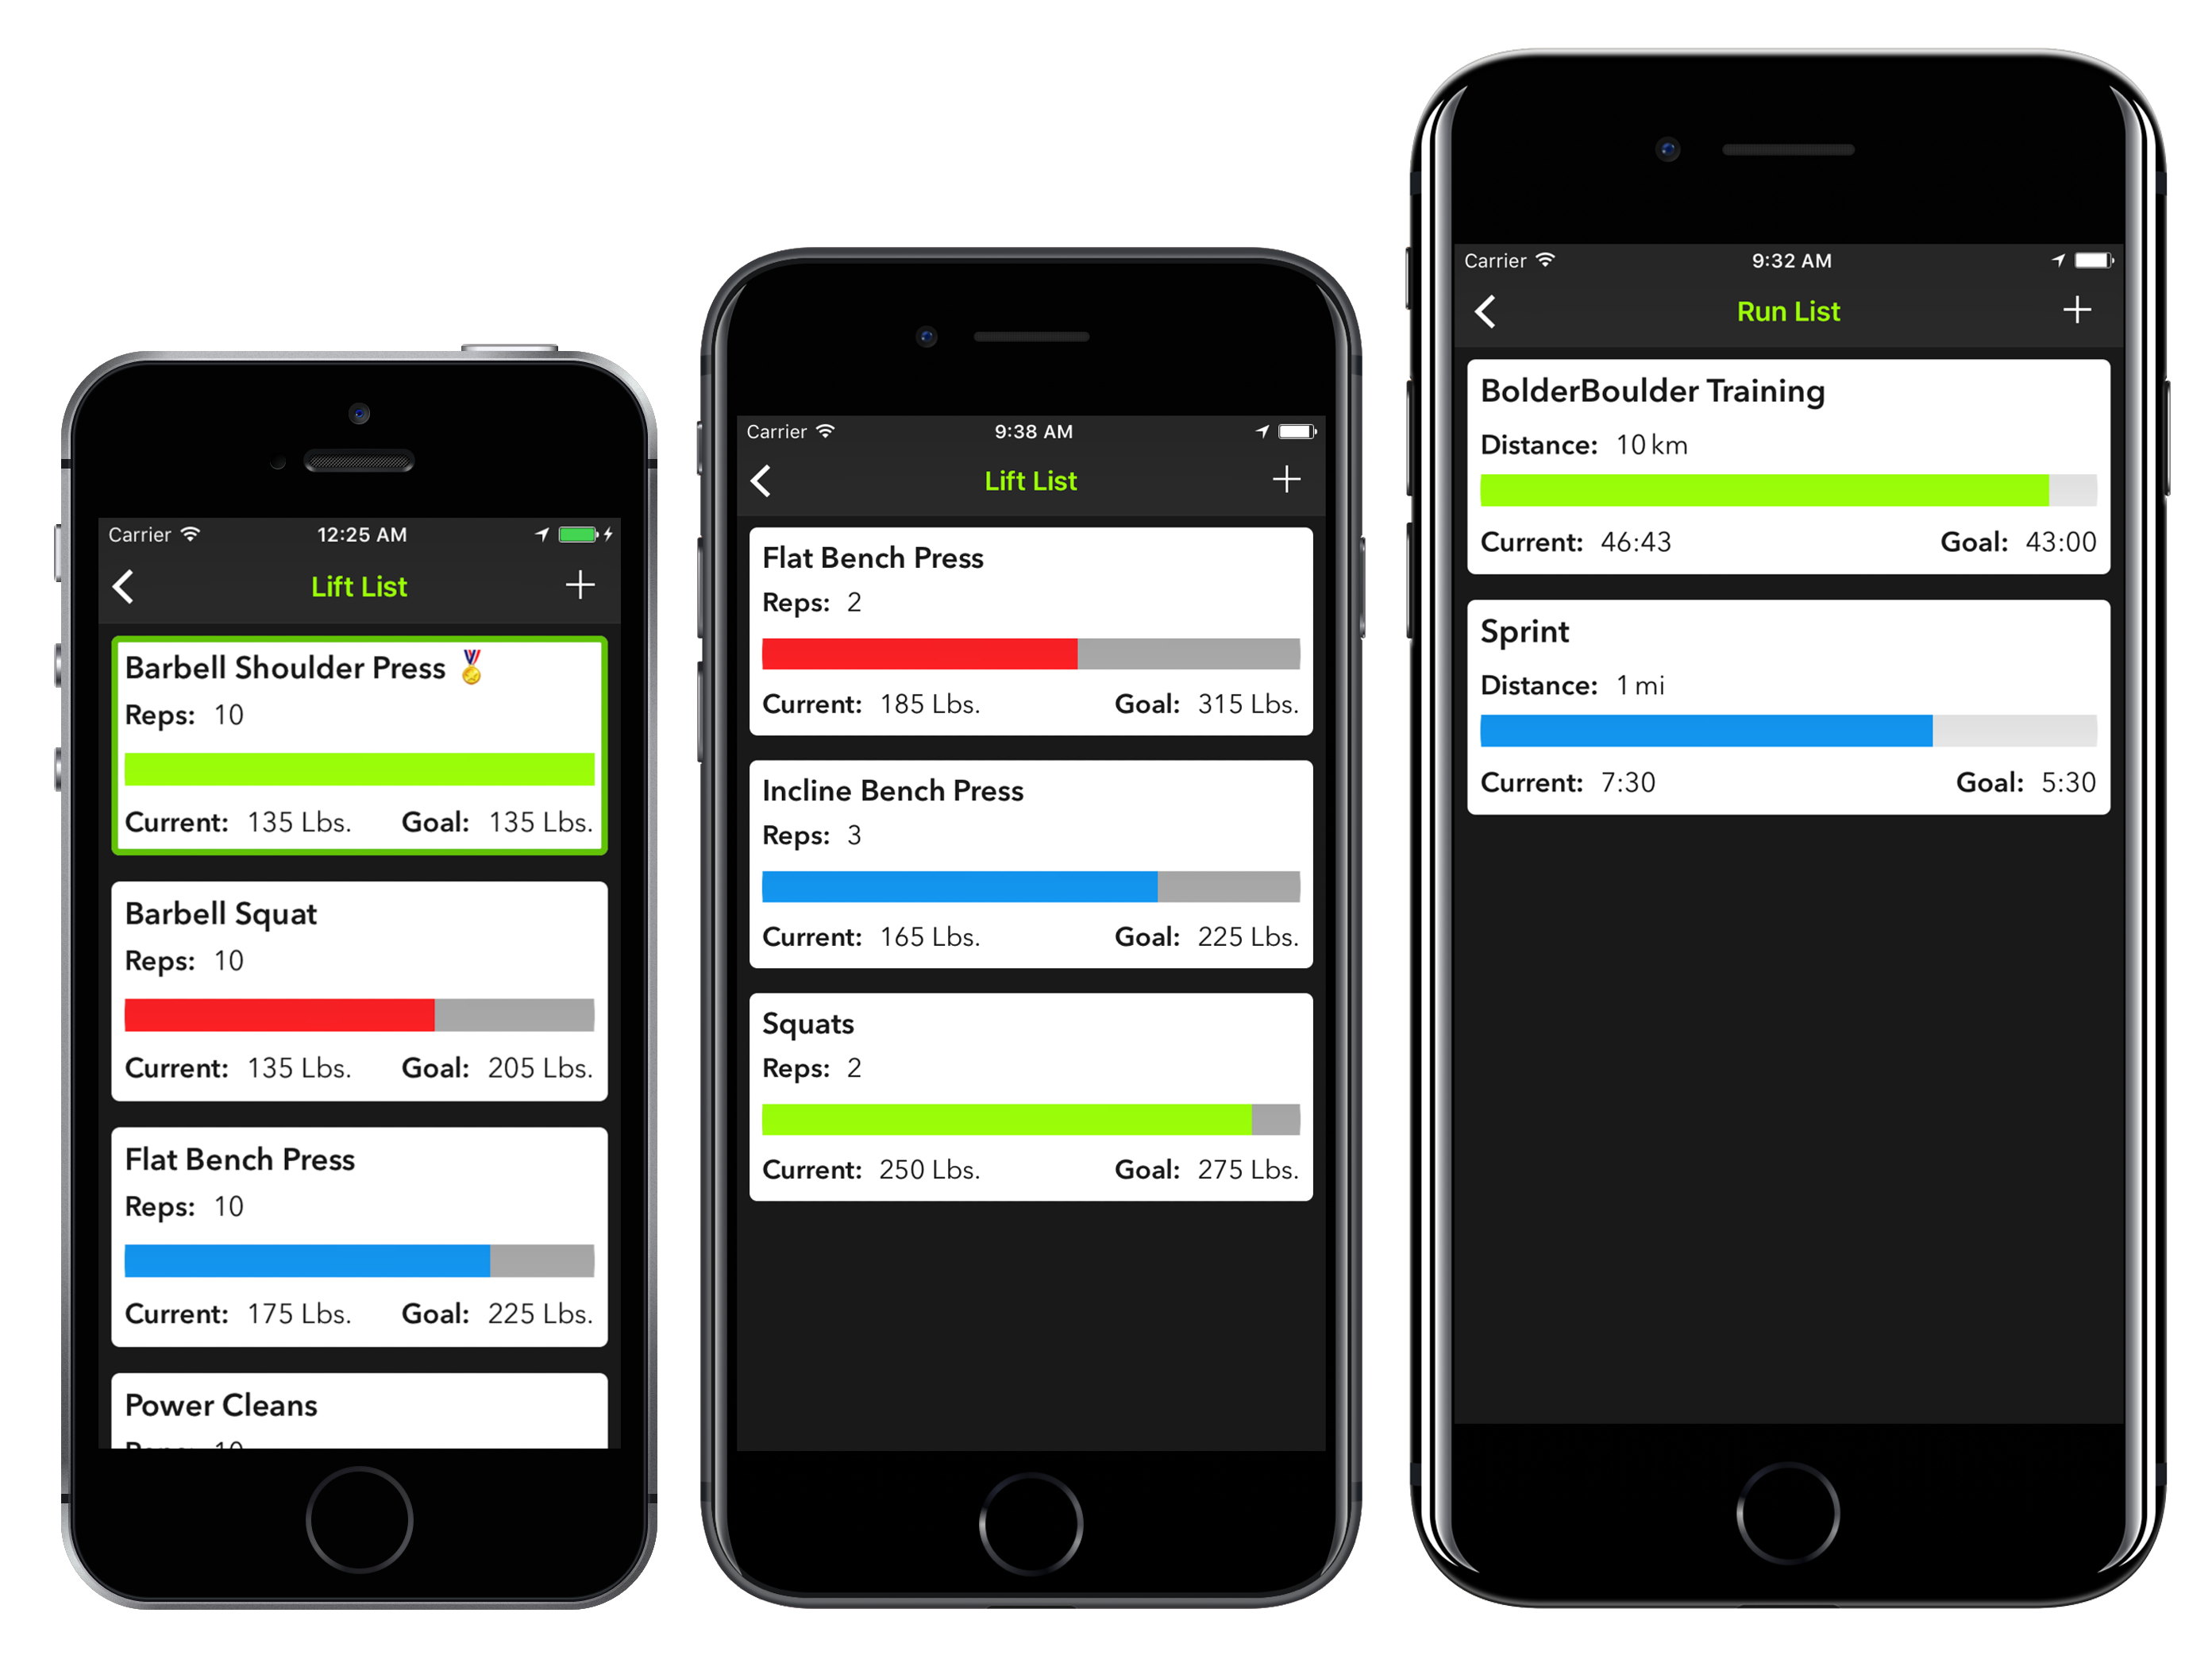 Carrier 12:25 AM
Lift List
Barbell Shoulder Press
Reps: 10
Current: 135 Lbs. Goal: 135 Lbs.
Barbell Squat
Reps: 10
Current: 135 Lbs. Goal: 205 Lbs.
Flat Bench Press
Reps: 10
Current: 175 Lbs. Goal: 225 Lbs.
Power Cleans
Reps: 10
Carrier 9:38 AM
Lift List
Flat Bench Press
Reps: 2
Current: 185 Lbs. Goal: 315 Lbs.
Incline Bench Press
Reps: 3
Current: 165 Lbs. Goal: 225 Lbs.
Squats
Reps: 2
Current: 250 Lbs. Goal: 275 Lbs.
Carrier 9:32 AM
Run List
BolderBoulder Training
Distance: 10 km
Current: 46:43 Goal: 43:00
Sprint
Distance: 1 mi
Current: 7:30 Goal: 5:30